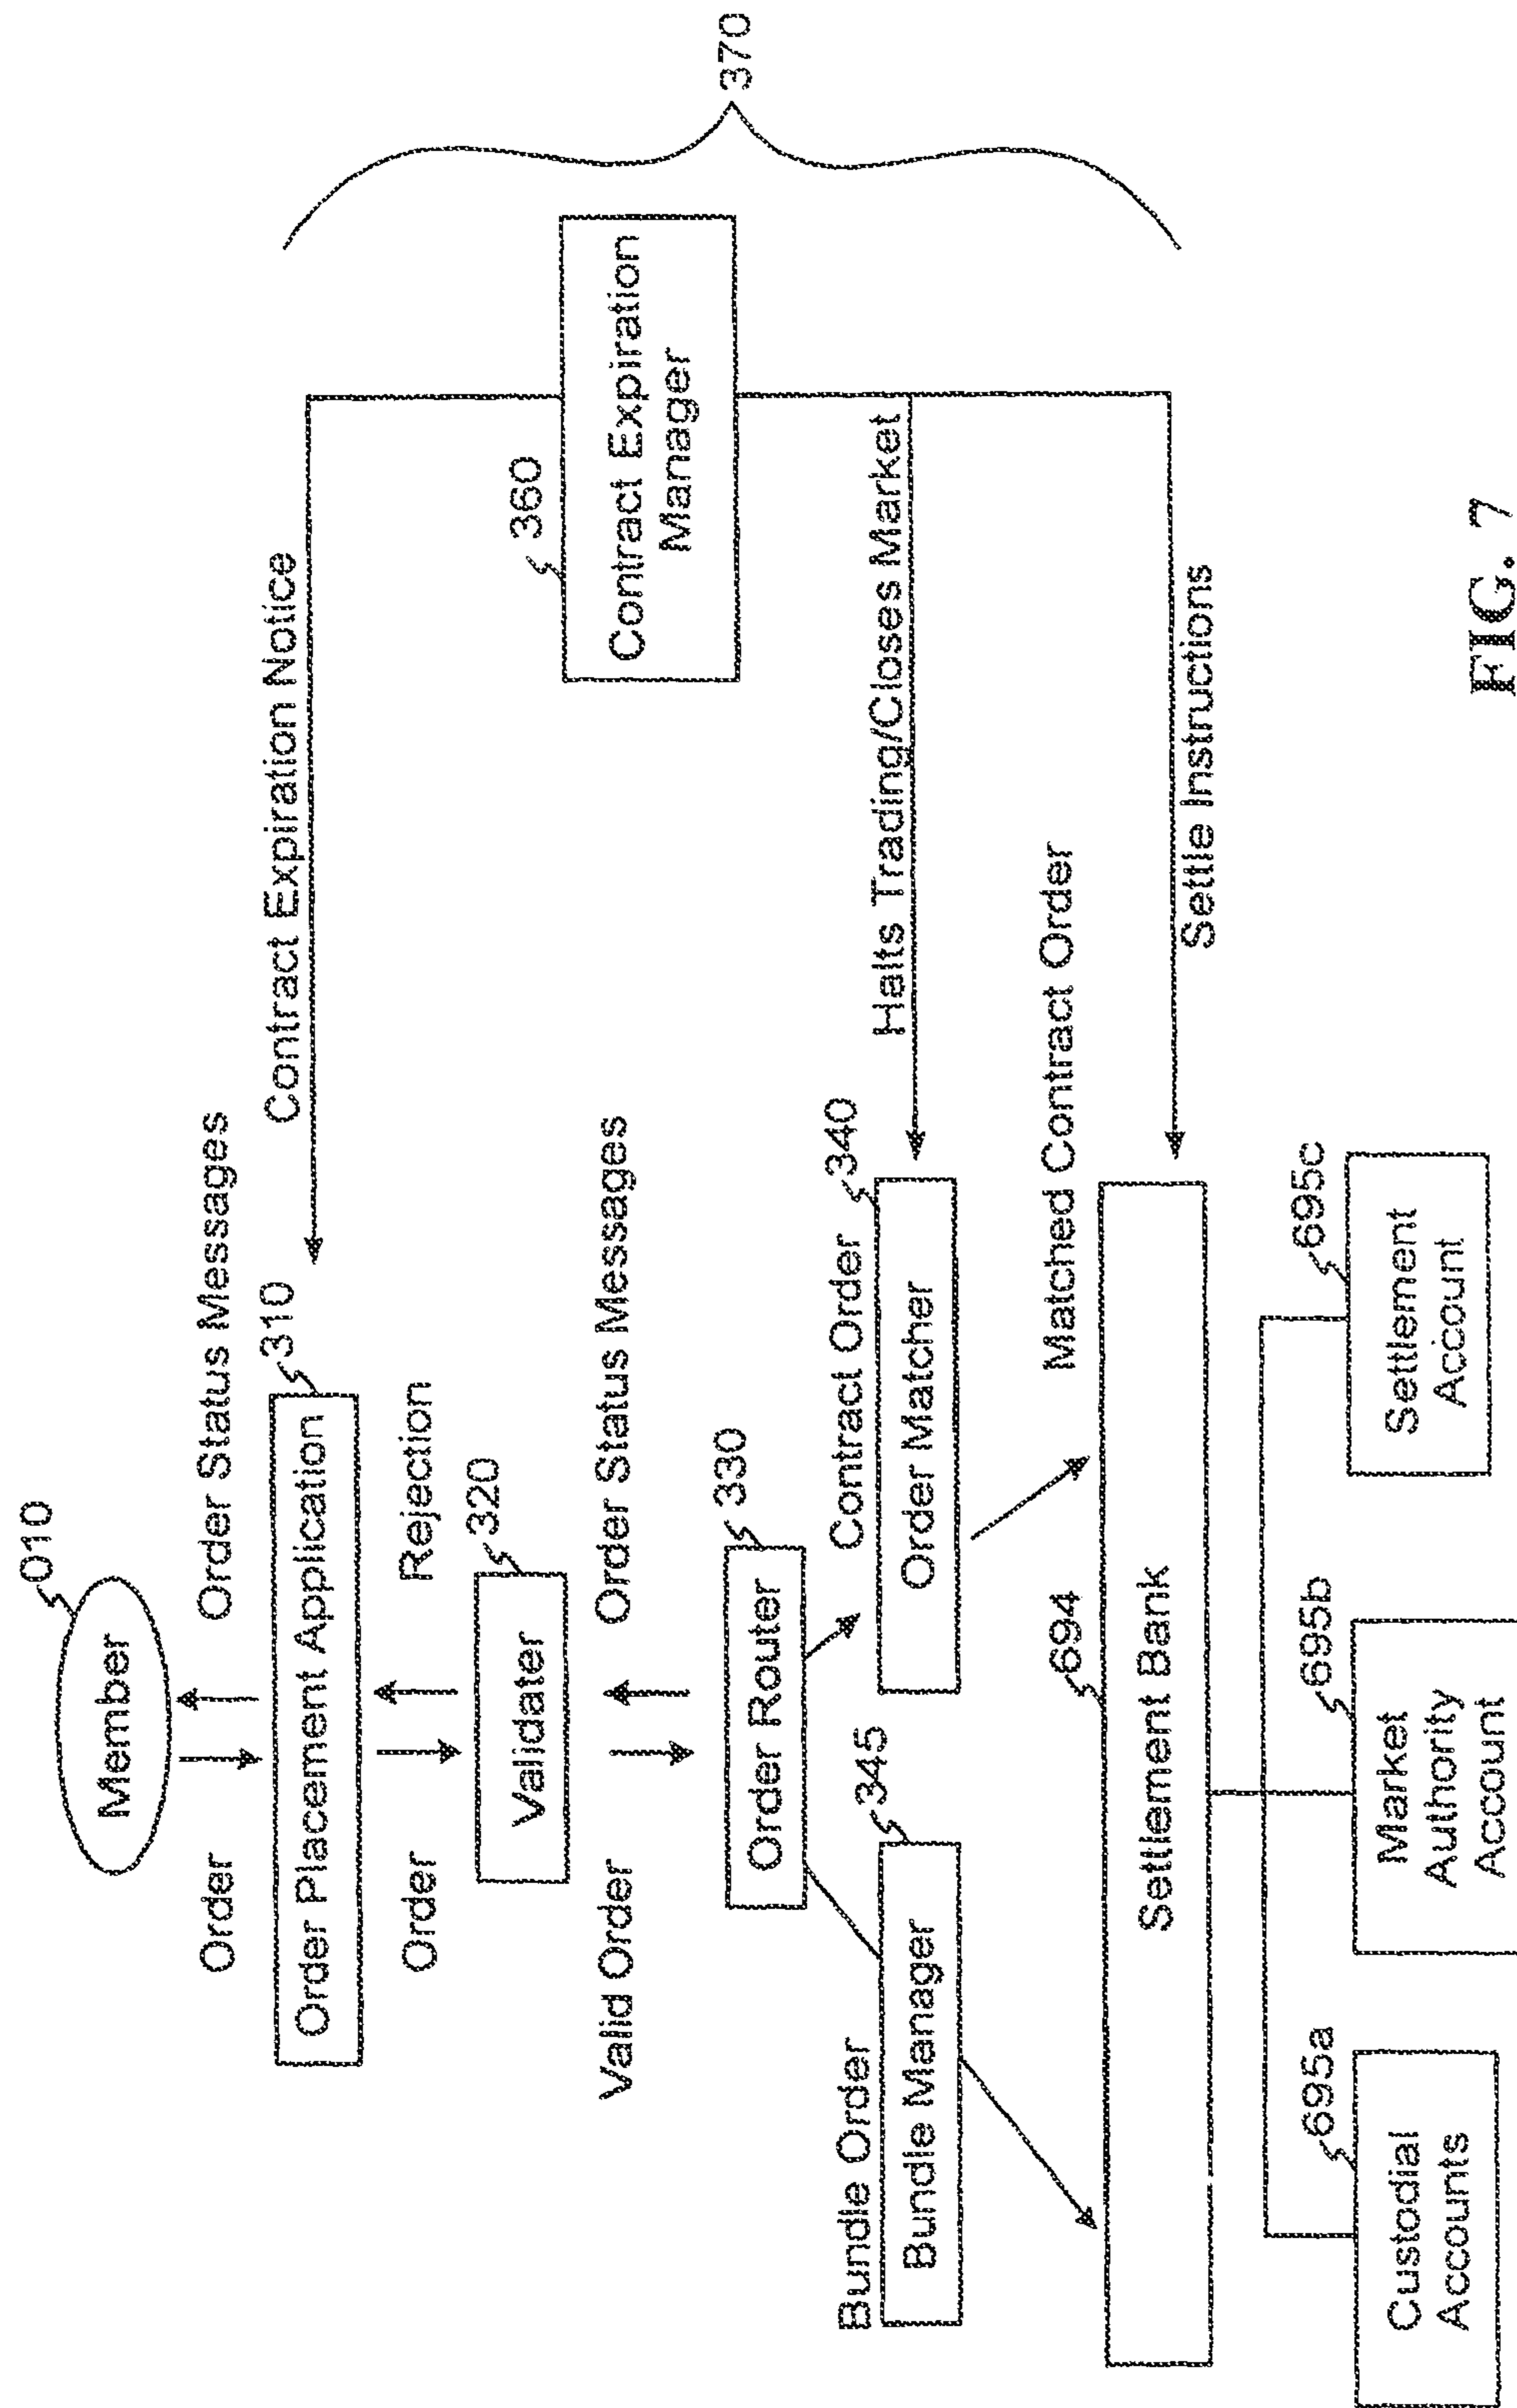 010
Member
Order
Order Status Messages
310
Order Placement Application
Contract Expiration Notice
Order
Rejection
320
Validater
360
Contract Expiration
Manager
370
Valid Order
Order Status Messages
330
Order Router
Bundle Order
345
Bundle Manager
Contract Order
340
Order Matcher
Halts Trading/Closes Market
694
Matched Contract Order
Settlement Bank
Settle Instructions
695a
Custodial
Accounts
695b
Market
Authority
Account
695c
Settlement
Account
FIG. 7